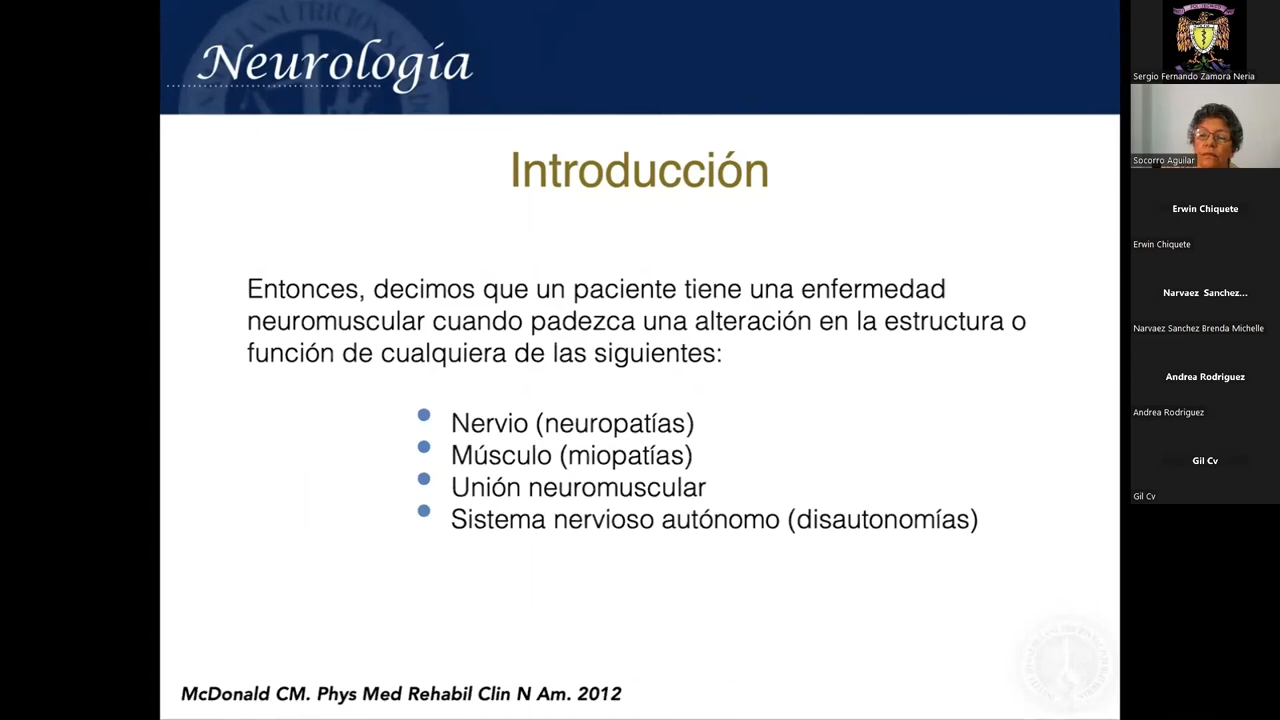 Neurología
Introducción
Entonces, decimos que un paciente tiene una enfermedad
neuromuscular cuando padezca una alteración en la estructura o
función de cualquiera de las siguientes:
Nervio (neuropatías)
Músculo (miopatías)
Unión neuromuscular
Sistema nervioso autónomo (disautonomías)
McDonald CM. Phys Med Rehabil Clin N Am. 2012
Sergio Fernando Zamora Neria
Socorro Aguilar
Erwin Chiquete
Erwin Chiquete
Narvaez Sanchez...
Narvaez Sanchez Brenda Michelle
Andrea Rodriguez
Andrea Rodriguez
Gil Cv
Gil Cv